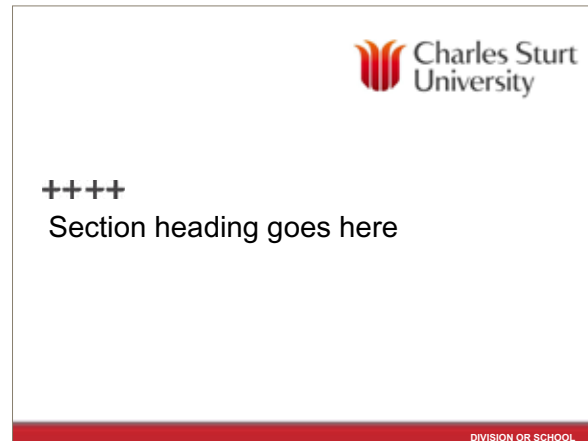 Charles Sturt
University
++++
Section heading goes here
DIVISION OR SCHOOL